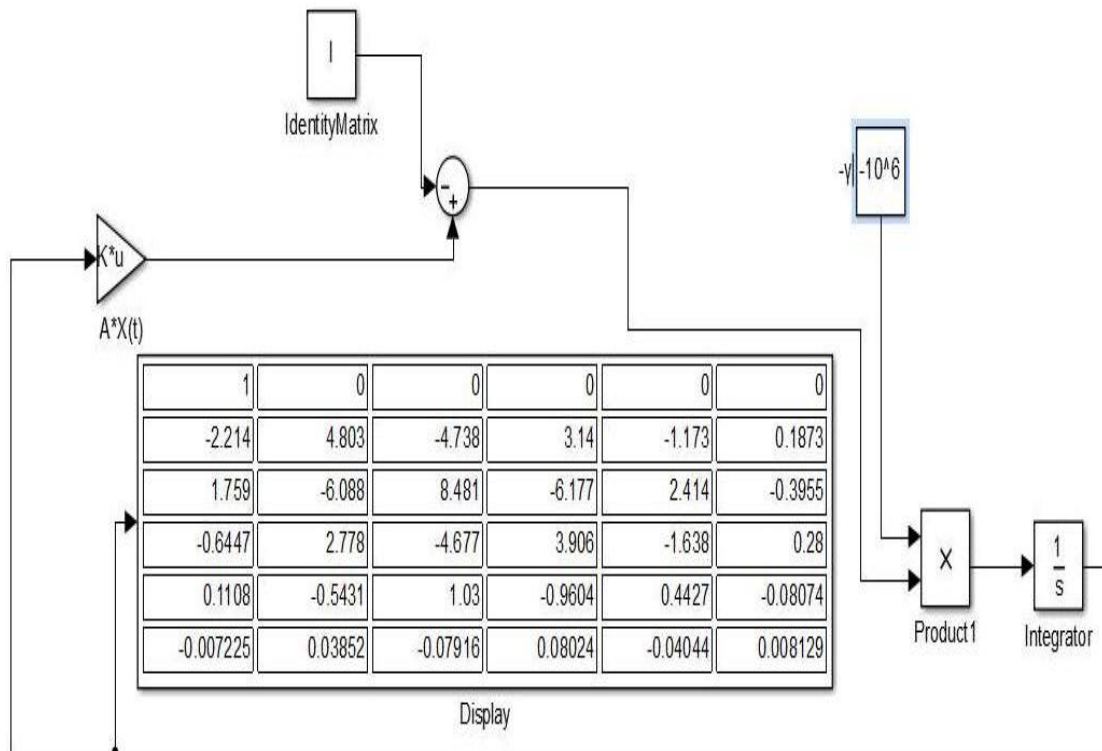 I
IdentityMatrix
-γ -10^6
-
+
K*u
A*X(t)
1 0 0 0 0 0
-2.214 4.803 -4.738 3.14 -1.173 0.1873
1.759 -6.088 8.481 -6.177 2.414 -0.3955
-0.6447 2.778 -4.677 3.906 -1.638 0.28
0.1108 -0.5431 1.03 -0.9604 0.4427 -0.08074
-0.007225 0.03852 -0.07916 0.08024 -0.04044 0.008129
Display
×
Product1
1
s
Integrator